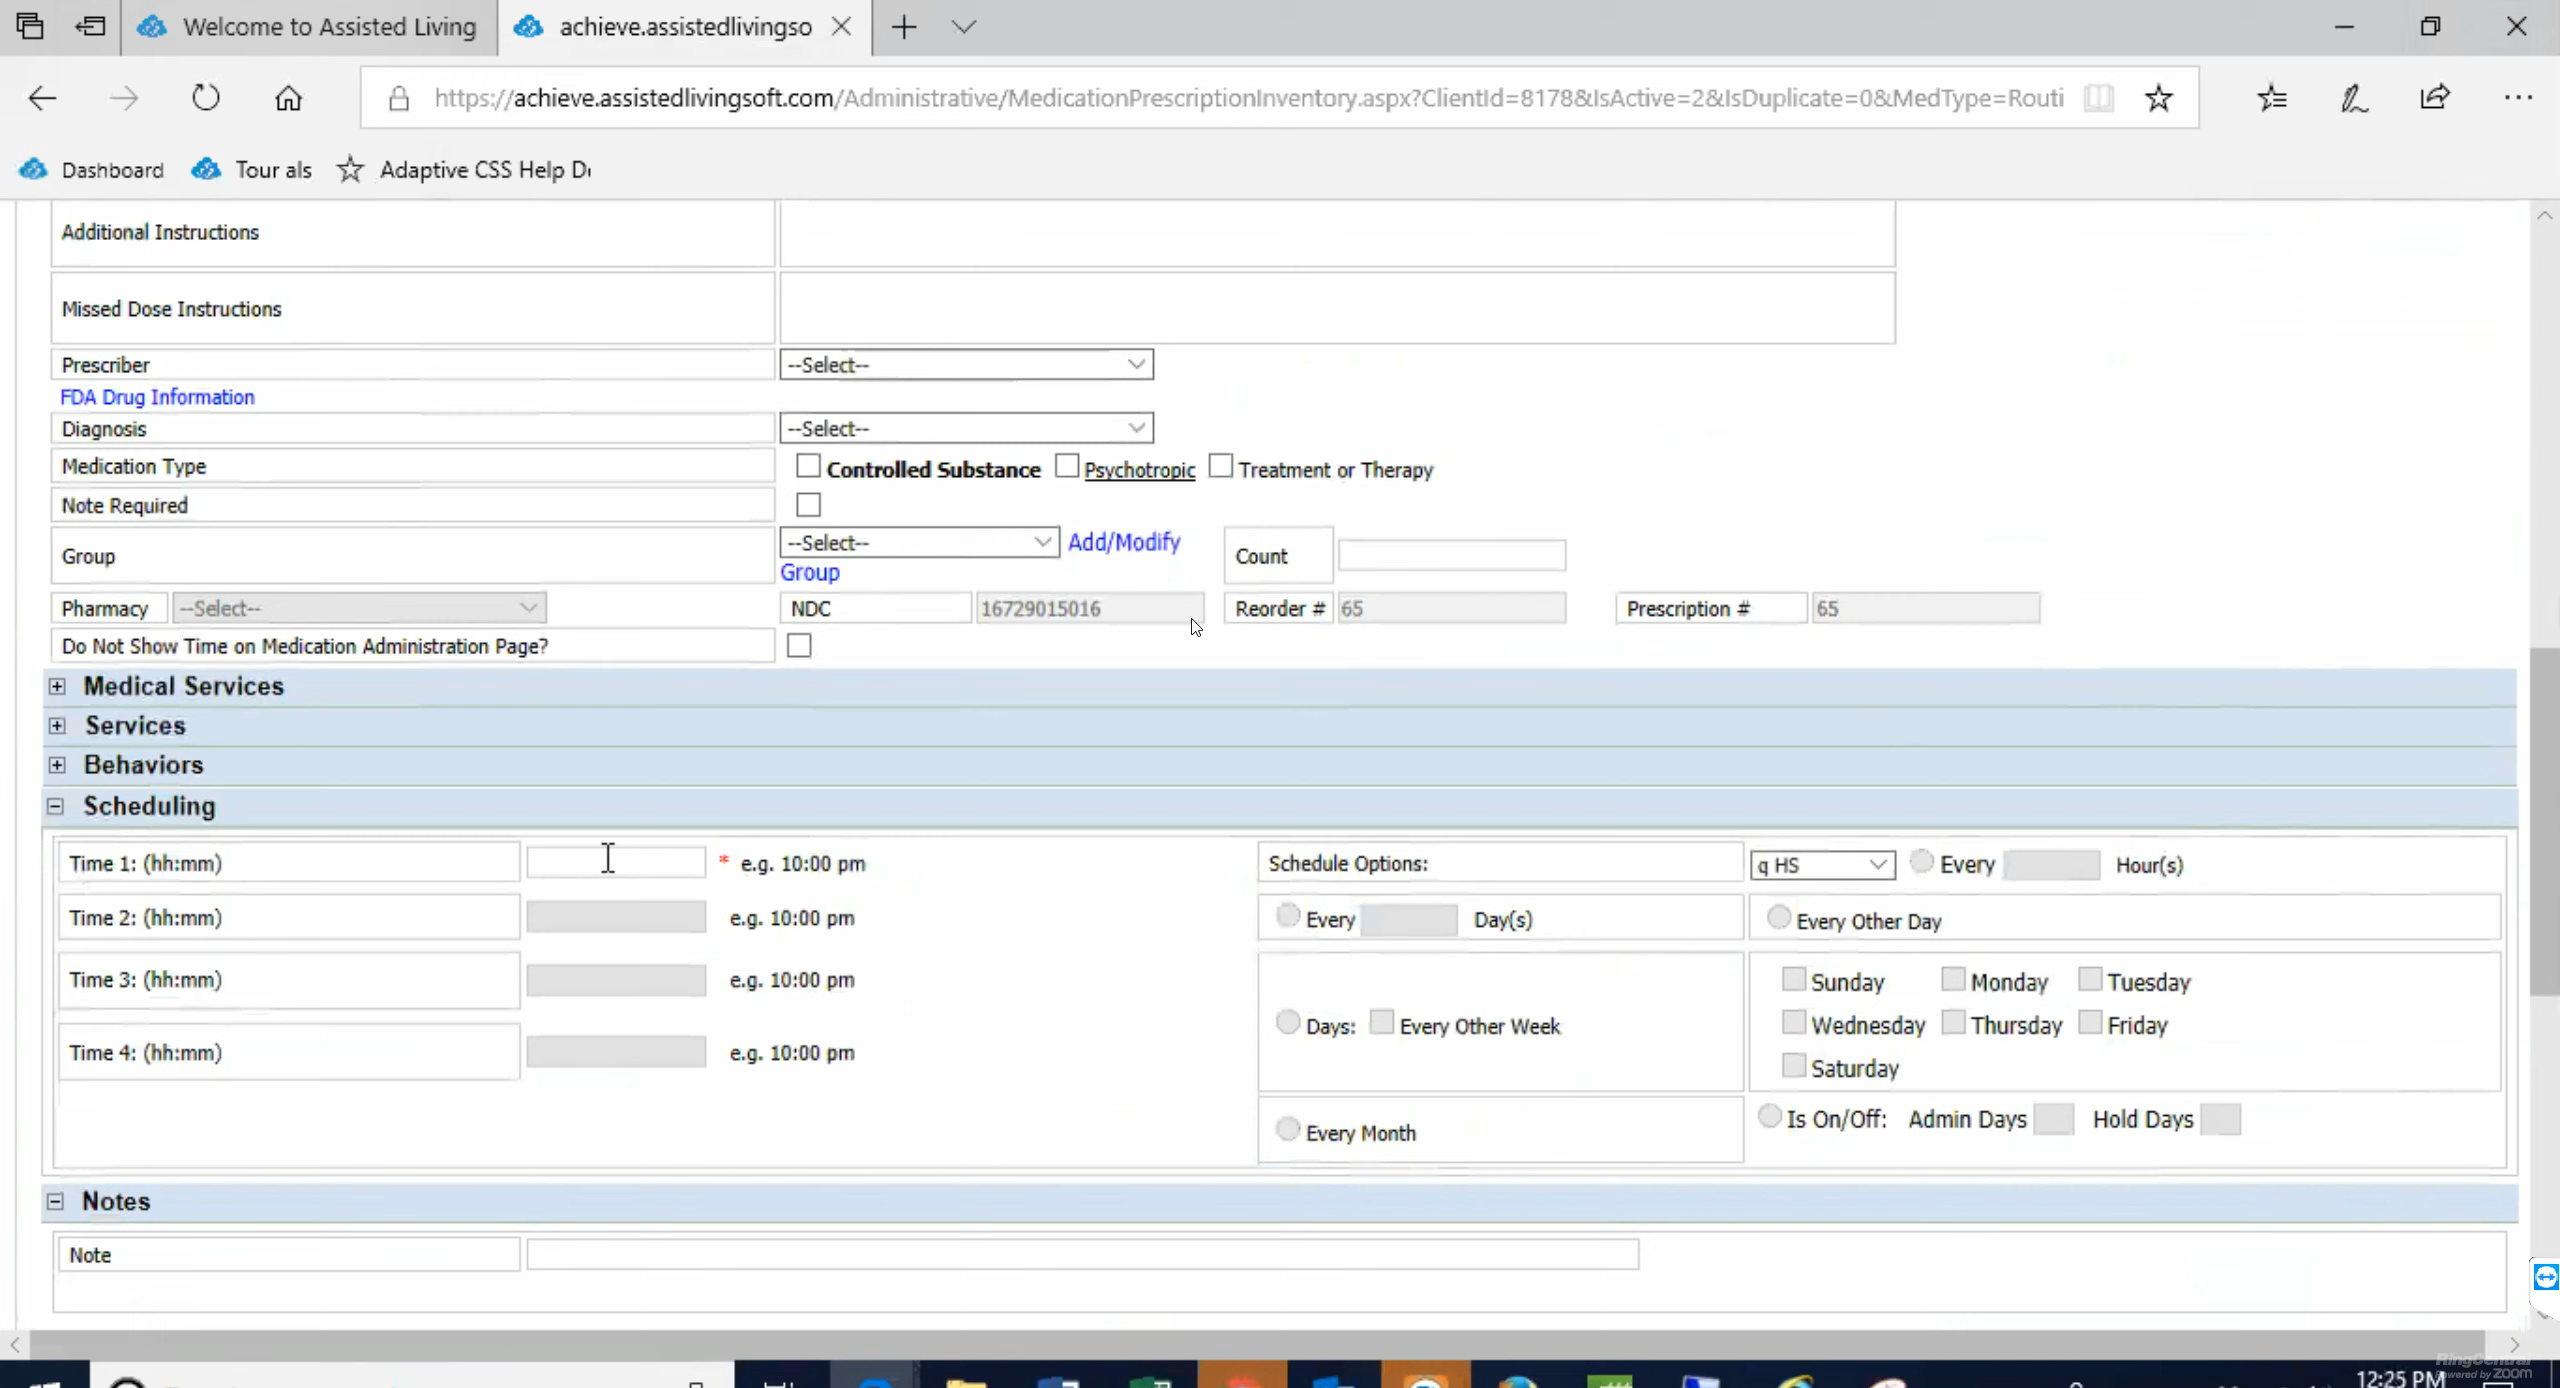 Welcome to Assisted Living achieve.assistedlivingso
https://achieve.assistedlivingsoft.com/Administrative/MedicationPrescriptionInventory.aspx?ClientId=8178&IsActive=2&IsDuplicate=0&MedType=Routi
Dashboard Tour als Adaptive CSS Help D
Additional Instructions
Missed Dose Instructions
Prescriber --Select--
FDA Drug Information
Diagnosis --Select--
Medication Type Controlled Substance Psychotropic Treatment or Therapy
Note Required
Group --Select-- Add/Modify Group Count
Pharmacy --Select-- NDC 16729015016 Reorder # 65 Prescription # 65
Do Not Show Time on Medication Administration Page?
Medical Services
Services
Behaviors
Scheduling
Time 1: (hh:mm) * e.g. 10:00 pm Schedule Options: q HS Every Hour(s)
Time 2: (hh:mm) e.g. 10:00 pm Every Day(s) Every Other Day
Time 3: (hh:mm) e.g. 10:00 pm Sunday Monday Tuesday
Days: Every Other Week Wednesday Thursday Friday
Time 4: (hh:mm) e.g. 10:00 pm Saturday
Every Month Is On/Off: Admin Days Hold Days
Notes
Note
RingCentral
powered by zoom
12:25 PM